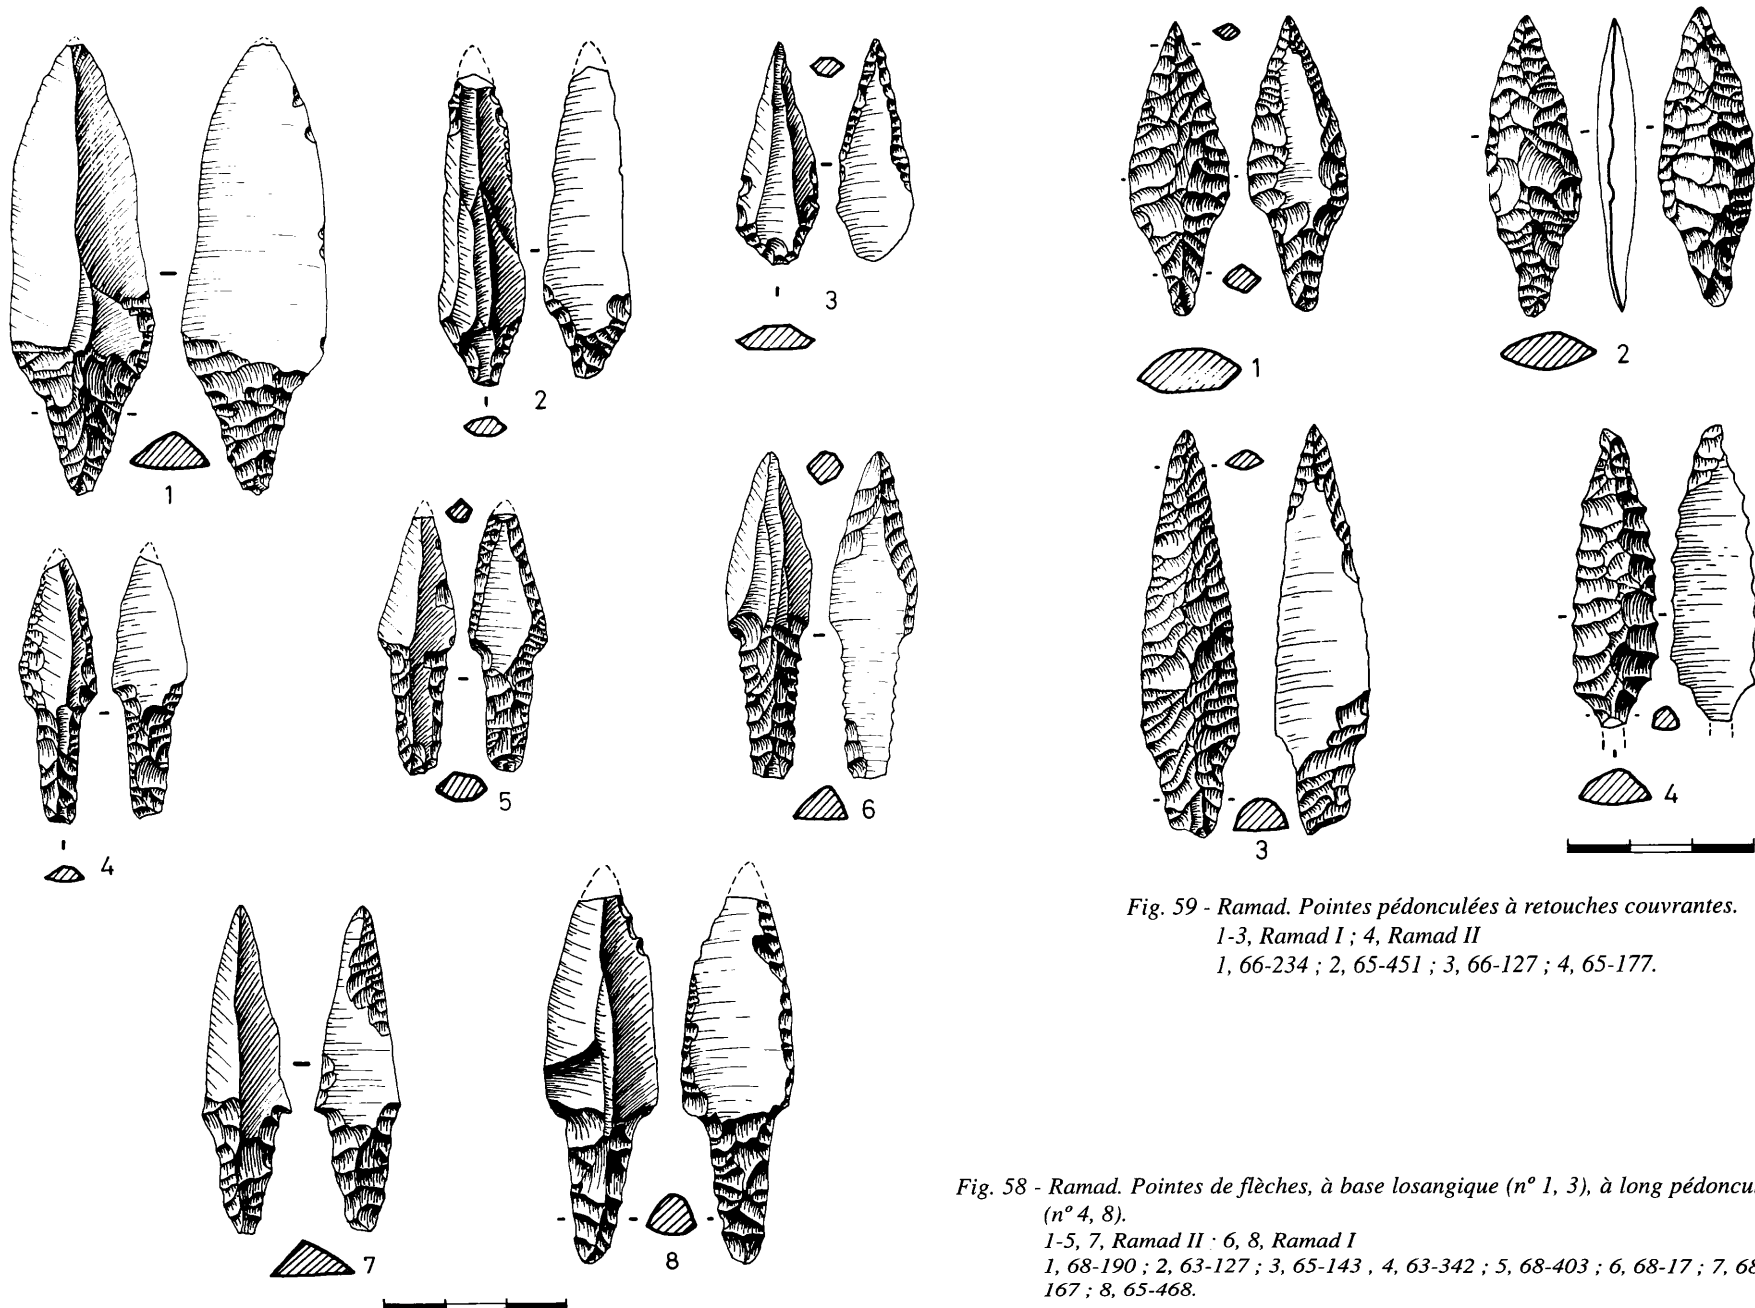 1
2
3
4
5
6
7
8
1
2
3
4
Fig. 59 - Ramad. Pointes pédonculées à retouches couvrantes.
1-3, Ramad I ; 4, Ramad II
1, 66-234 ; 2, 65-451 ; 3, 66-127 ; 4, 65-177.
Fig. 58 - Ramad. Pointes de flèches, à base losangique (nº 1, 3), à long
(nº 4, 8).
1-5, 7, Ramad II · 6, 8, Ramad I
1, 68-190 ; 2, 63-127 ; 3, 65-143 , 4, 63-342 ; 5, 68-403 ; 6, 68-17 ; 7, 68
167 ; 8, 65-468.